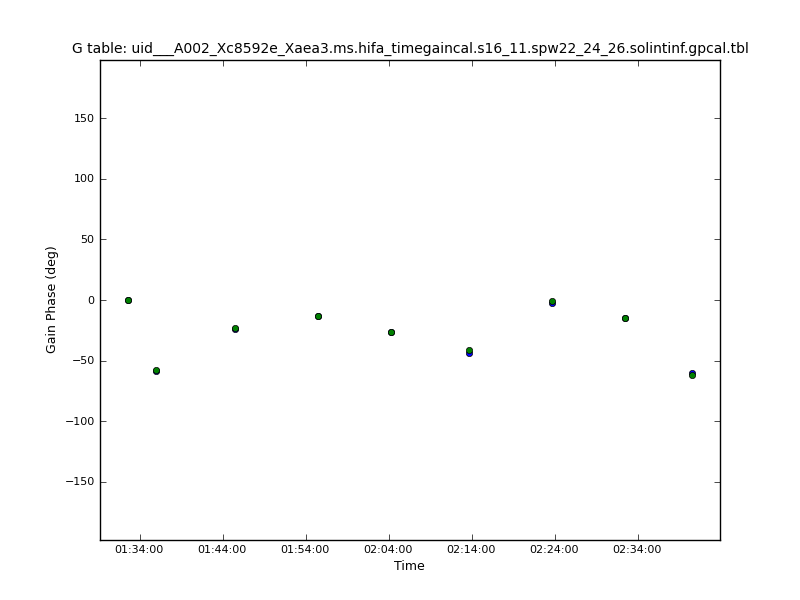 G table: uid___A002_Xc8592e_Xaea3.ms.hifa_timegaincal.s16_11.spw22_24_26.solintinf.gpcal.tbl
150
100
50
0
−50
−100
−150
Gain Phase (deg)
01:34:00 01:44:00 01:54:00 02:04:00 02:14:00 02:24:00 02:34:00
Time